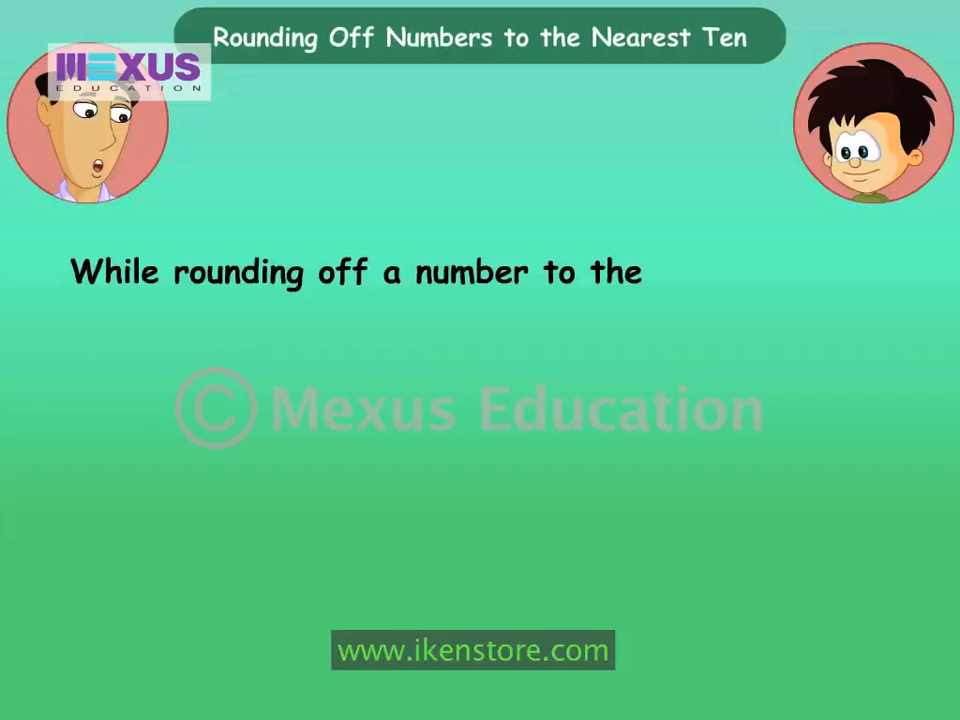 Rounding Off Numbers to the Nearest Ten
MEXUS
EDUCATION
While rounding off a number to the
© Mexus Education
www.ikenstore.com